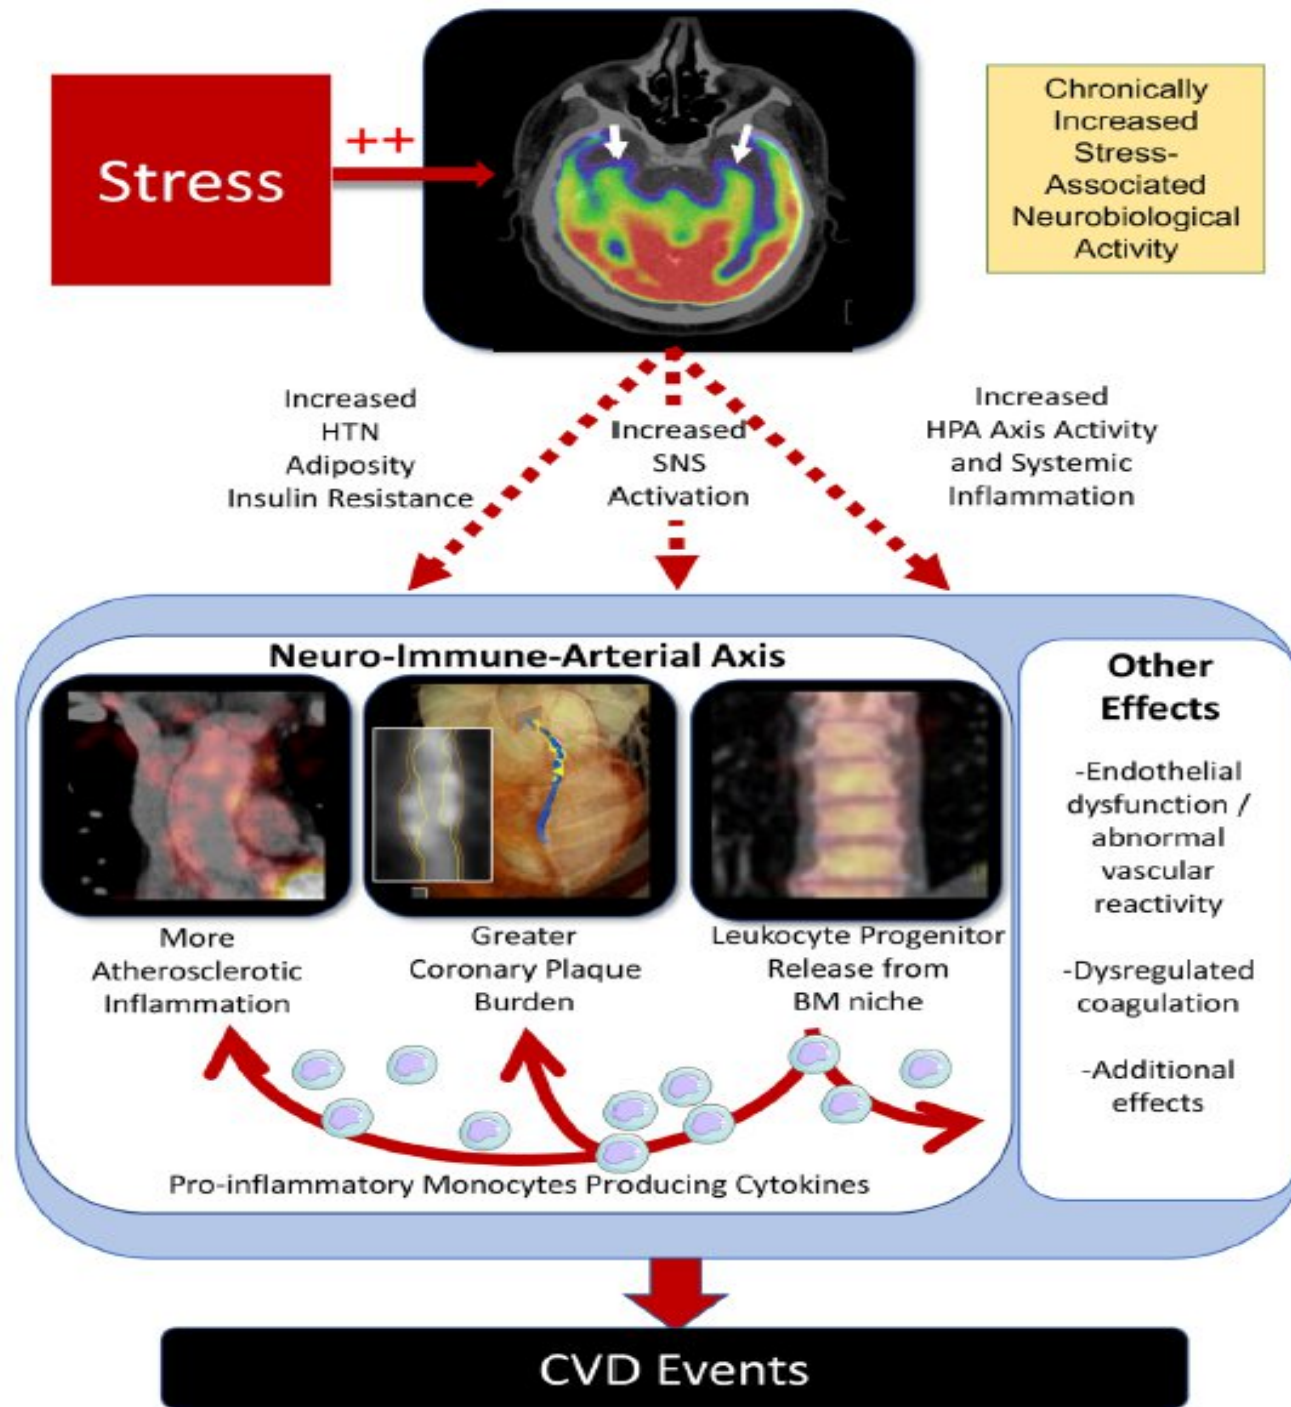 Stress
++
Chronically
Increased
Stress-
Associated
Neurobiological
Activity
Increased
HTN
Adiposity
Insulin Resistance
Increased
SNS
Activation
Increased
HPA Axis Activity
and Systemic
Inflammation
Neuro-Immune-Arterial Axis
More
Atherosclerotic
Inflammation
Greater
Coronary Plaque
Burden
Leukocyte Progenitor
Release from
BM niche
Pro-inflammatory Monocytes Producing Cytokines
Other
Effects
-Endothelial
dysfunction /
abnormal
vascular
reactivity
-Dysregulated
coagulation
-Additional
effects
CVD Events